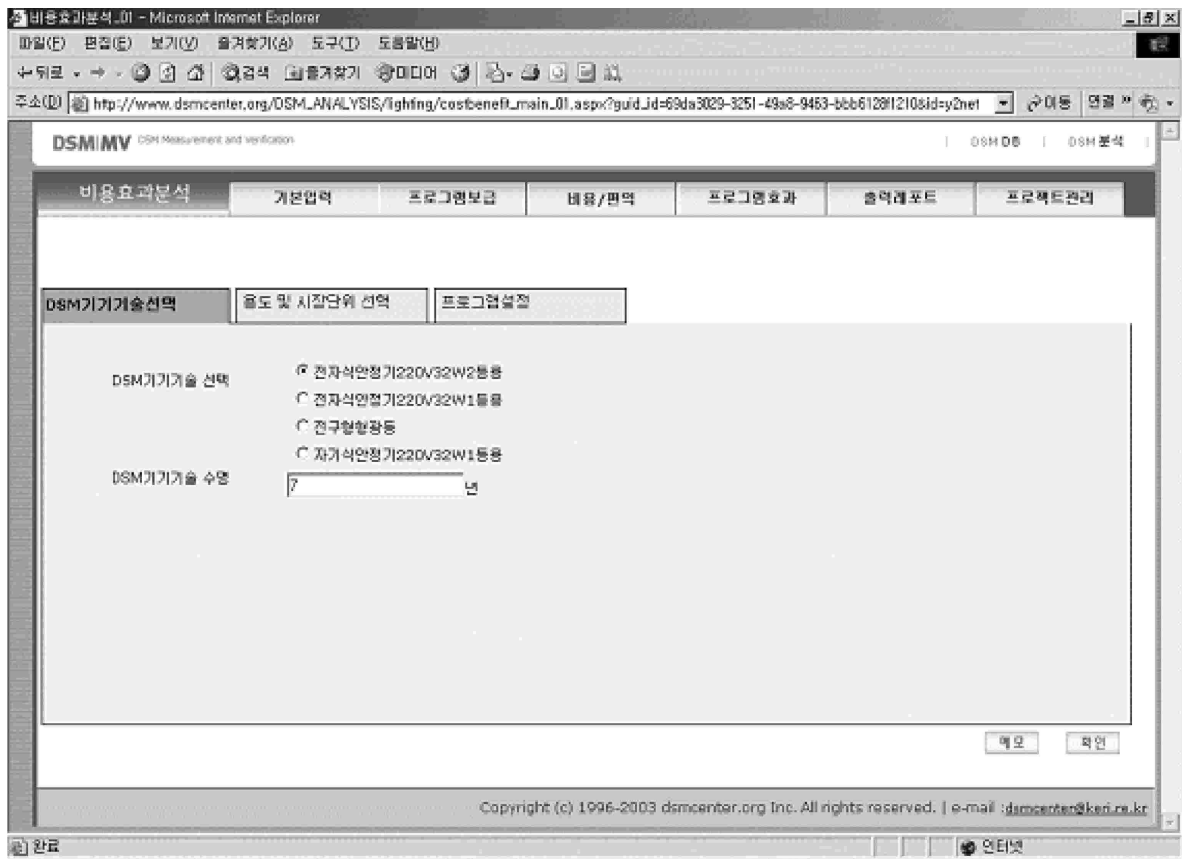 비용효과분석_01 - Microsoft Internet Explorer
파일(F) 편집(E) 보기(V) 즐겨찾기(A) 도구(T) 도움말(H)
뒤로 검색 즐겨찾기 미디어
주소(D) http://www.dsmcenter.org/DSM_ANALYSIS/lighting/costbenefit_main_01.aspx?guid_id=69da3029-3251-49a8-9463-bbb6128f1210&id=y2net 이동 연결 »
DSM|MV DSM Measurement and verification | DSM DB | DSM 분석 |
비용효과분석 기본입력 프로그램보급 비용/편익 프로그램효과 출력레포트 프로젝트관리
DSM기기기술선택 용도 및 시장단위 선택 프로그램설정
DSM기기기술 선택 전자식안정기220V32W2등용
전자식안정기220V32W1등용
전구형형광등
자기식안정기220V32W1등용
DSM기기기술 수명 7 년
메모 확인
Copyright (c) 1996-2003 dsmcenter.org Inc. All rights reserved. | e-mail :dsmcenter@keri.re.kr
완료 인터넷